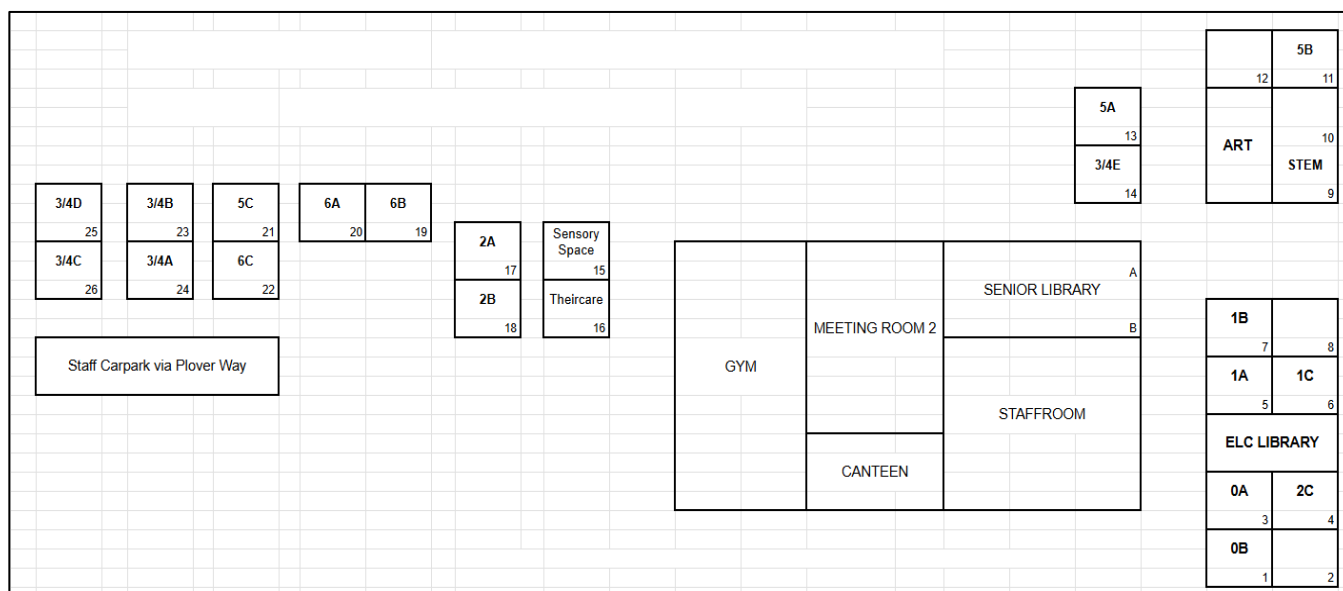 5B
12
11
5A
13
10
ART
3/4E
STEM
14
9
3/4D
3/4B
5C
6A
6B
25
23
21
20
19
3/4C
3/4A
6C
26
24
22
2A
17
2B
18
Sensory
Space
15
Theircare
16
Staff Carpark via Plover Way
GYM
MEETING ROOM 2
A
SENIOR LIBRARY
B
STAFFROOM
CANTEEN
1B
7
8
1A
1C
5
6
ELC LIBRARY
0A
2C
3
4
0B
1
2